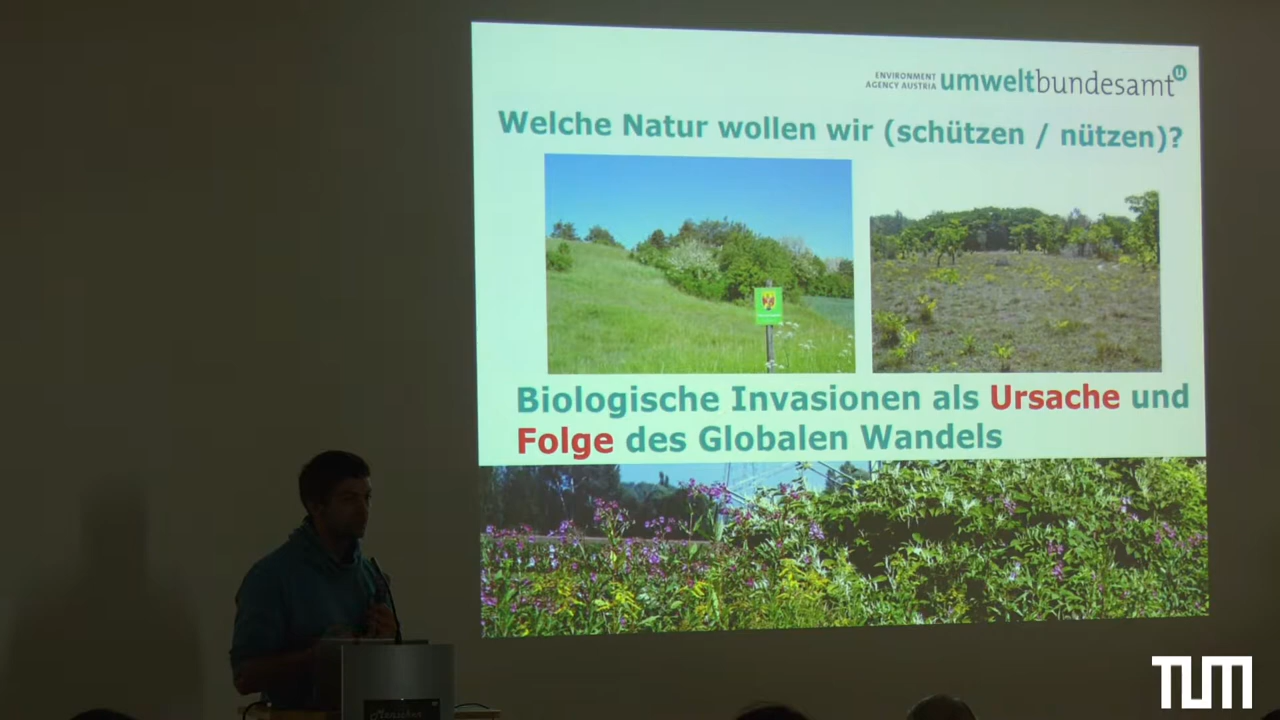 ENVIRONMENT
AGENCY AUSTRIA umweltbundesamt
Welche Natur wollen wir (schützen / nützen)?
Biologische Invasionen als Ursache und
Folge des Globalen Wandels
TUM